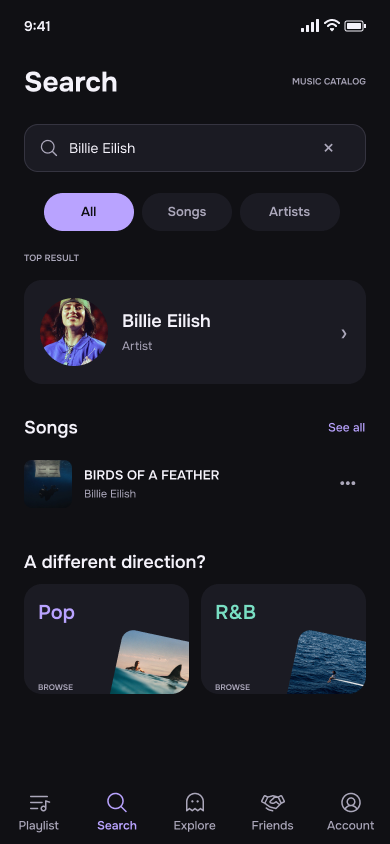 9:41
Search
MUSIC CATALOG
Billie Eilish
All
Songs
Artists
TOP RESULT
Billie Eilish
Artist
Songs
See all
BIRDS OF A FEATHER
Billie Eilish
A different direction?
Pop
R&B
BROWSE
BROWSE
Playlist
Search
Explore
Friends
Account